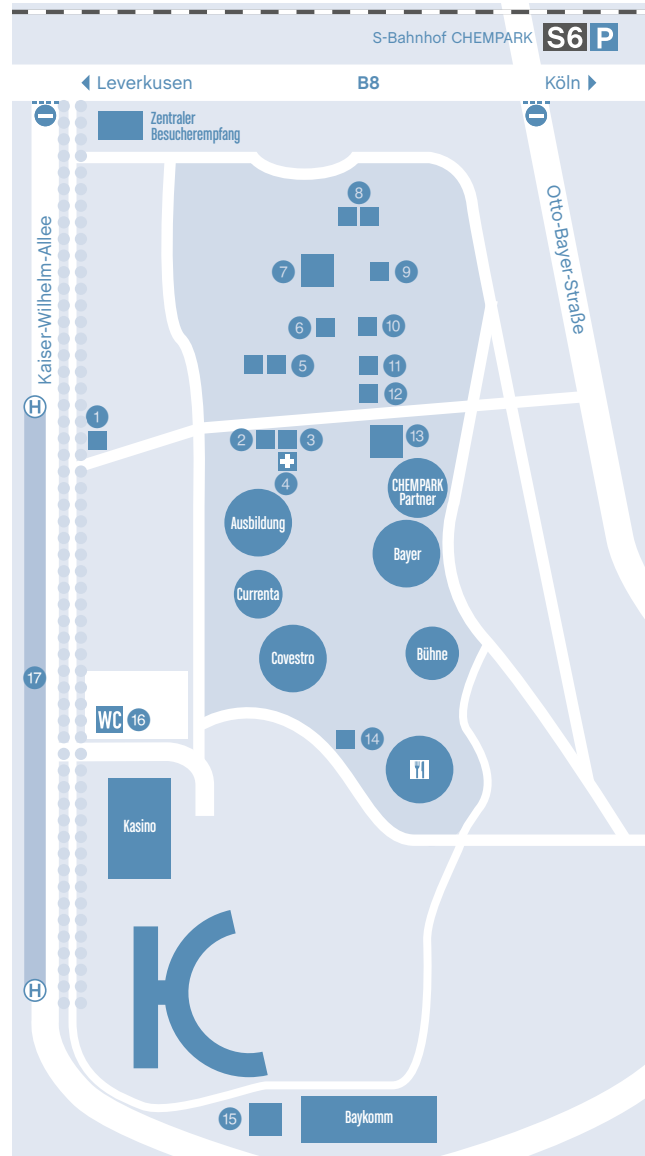 S-Bahnhof CHEMPARK S6 P
Leverkusen B8 Köln
Zentraler
Besucherempfang
Kaiser-Wilhelm-Allee
Otto-Bayer-Straße
8
7
9
6
10
5
11
12
H
1
2
3
13
4
CHEMPARK
Partner
Ausbildung
Bayer
Currenta
Covestro
Bühne
17
WC 16
14
Kasino
H
15
Baykomm